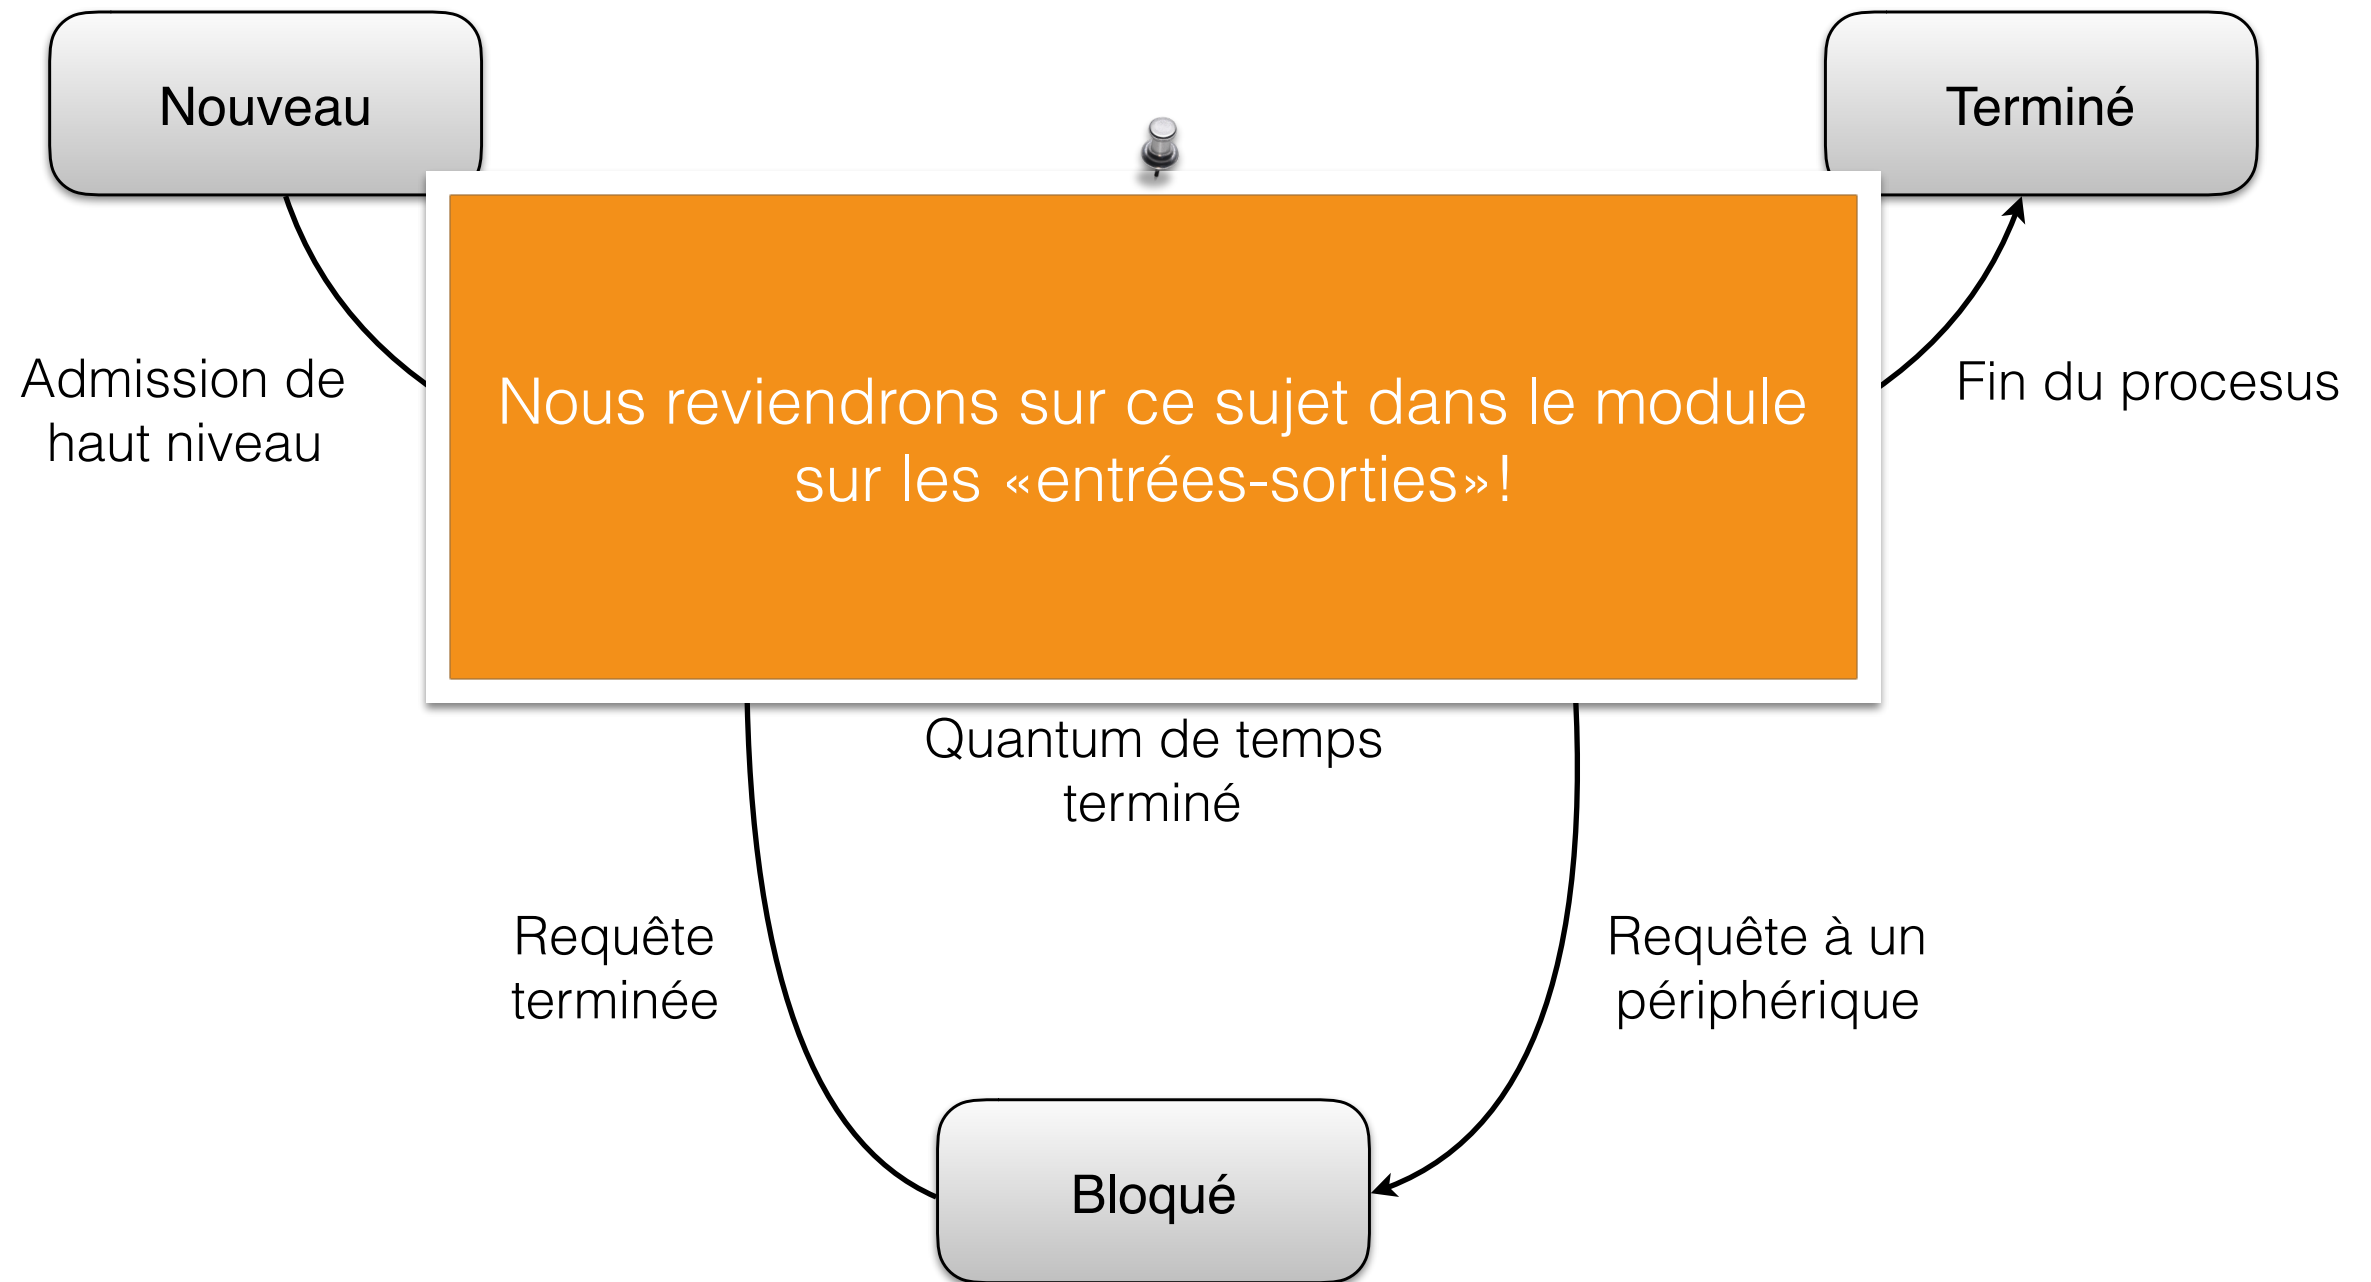 Nouveau
Terminé
Admission de
haut niveau
Nous reviendrons sur ce sujet dans le module
sur les «entrées-sorties»!
Fin du procesus
Quantum de temps
terminé
Requête
terminée
Requête à un
périphérique
Bloqué